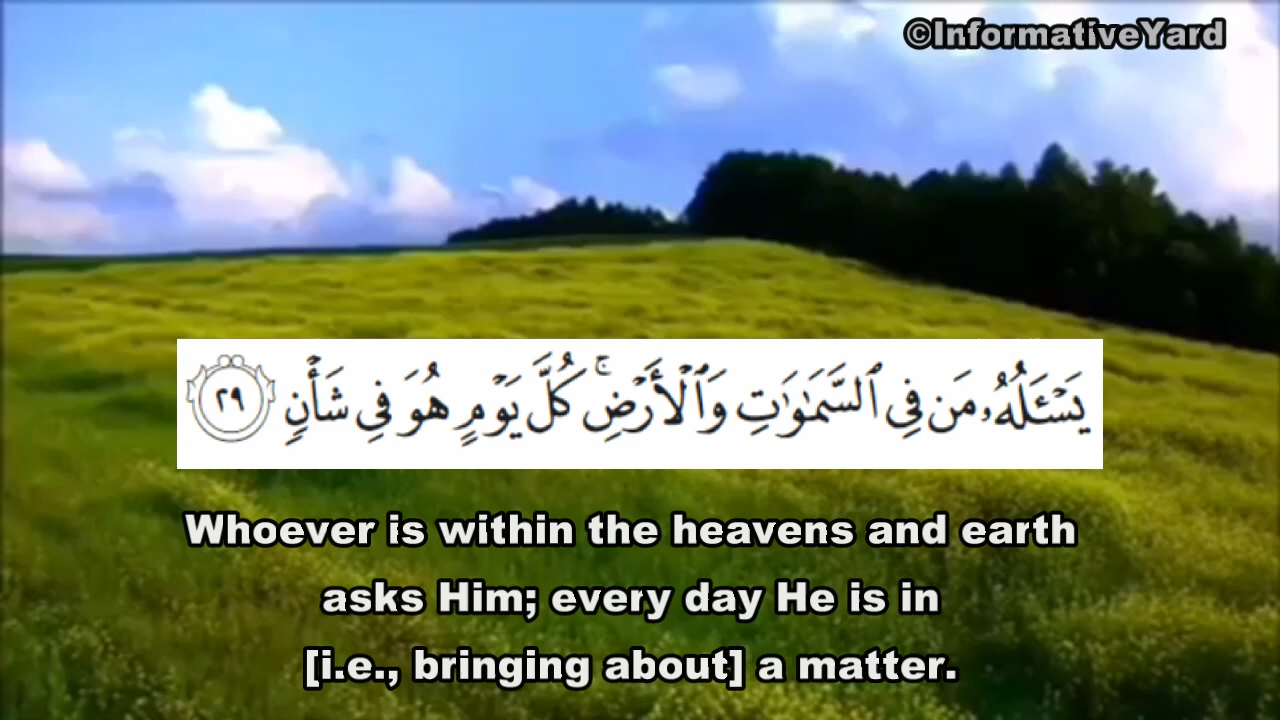 ©InformativeYard
يَسْـَٔلُهُۥ مَن فِى ٱلسَّمَـٰوَٰتِ وَٱلْأَرْضِ ۚ كُلَّ يَوْمٍ هُوَ فِى شَأْنٍ ٢٩
Whoever is within the heavens and earth
asks Him; every day He is in
[i.e., bringing about] a matter.